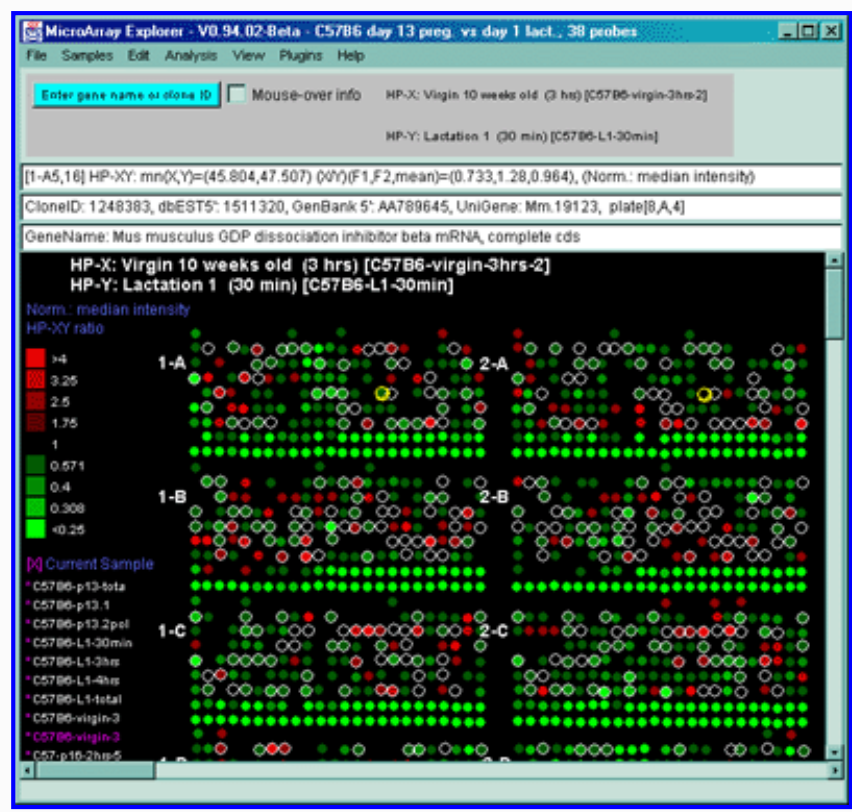 MicroArray Explorer - V0.94.02-Beta - C57B6 day 13 preg. vs day 1 lact., 38 probes
File Samples Edit Analysis View Plugins Help
Enter gene name or clone ID Mouse-over info HP-X: Virgin 10 weeks old (3 hrs) [C57B6-virgin-3hrs-2]
HP-Y: Lactation 1 (30 min) [C57B6-L1-30min]
[1-A5,16] HP-XY: mn(X,Y)=(45.804,47.507) (X/Y)(F1,F2,mean)=(0.733,1.28,0.964), (Norm.: median intensity)
CloneID: 1248383, dbEST5': 1511320, GenBank 5': AA789645, UniGene: Mm.19123, plate[8,A,4]
GeneName: Mus musculus GDP dissociation inhibitor beta mRNA, complete cds
HP-X: Virgin 10 weeks old (3 hrs) [C57B6-virgin-3hrs-2]
HP-Y: Lactation 1 (30 min) [C57B6-L1-30min]
Norm.: median intensity
HP-XY ratio
>4
3.25
2.5
1.75
1
0.571
0.4
0.308
<0.25
1-A 2-A
1-B 2-B
1-C 2-C
[X] Current Sample
*C57B6-p13-tota
*C57B6-p13.1
*C57B6-p13.2pol
*C57B6-L1-30min
*C57B6-L1-3hrs
*C57B6-L1-4hrs
*C57B6-L1-total
*C57B6-virgin-3
*C57B6-virgin-3
*C57-p16-2hrs-5